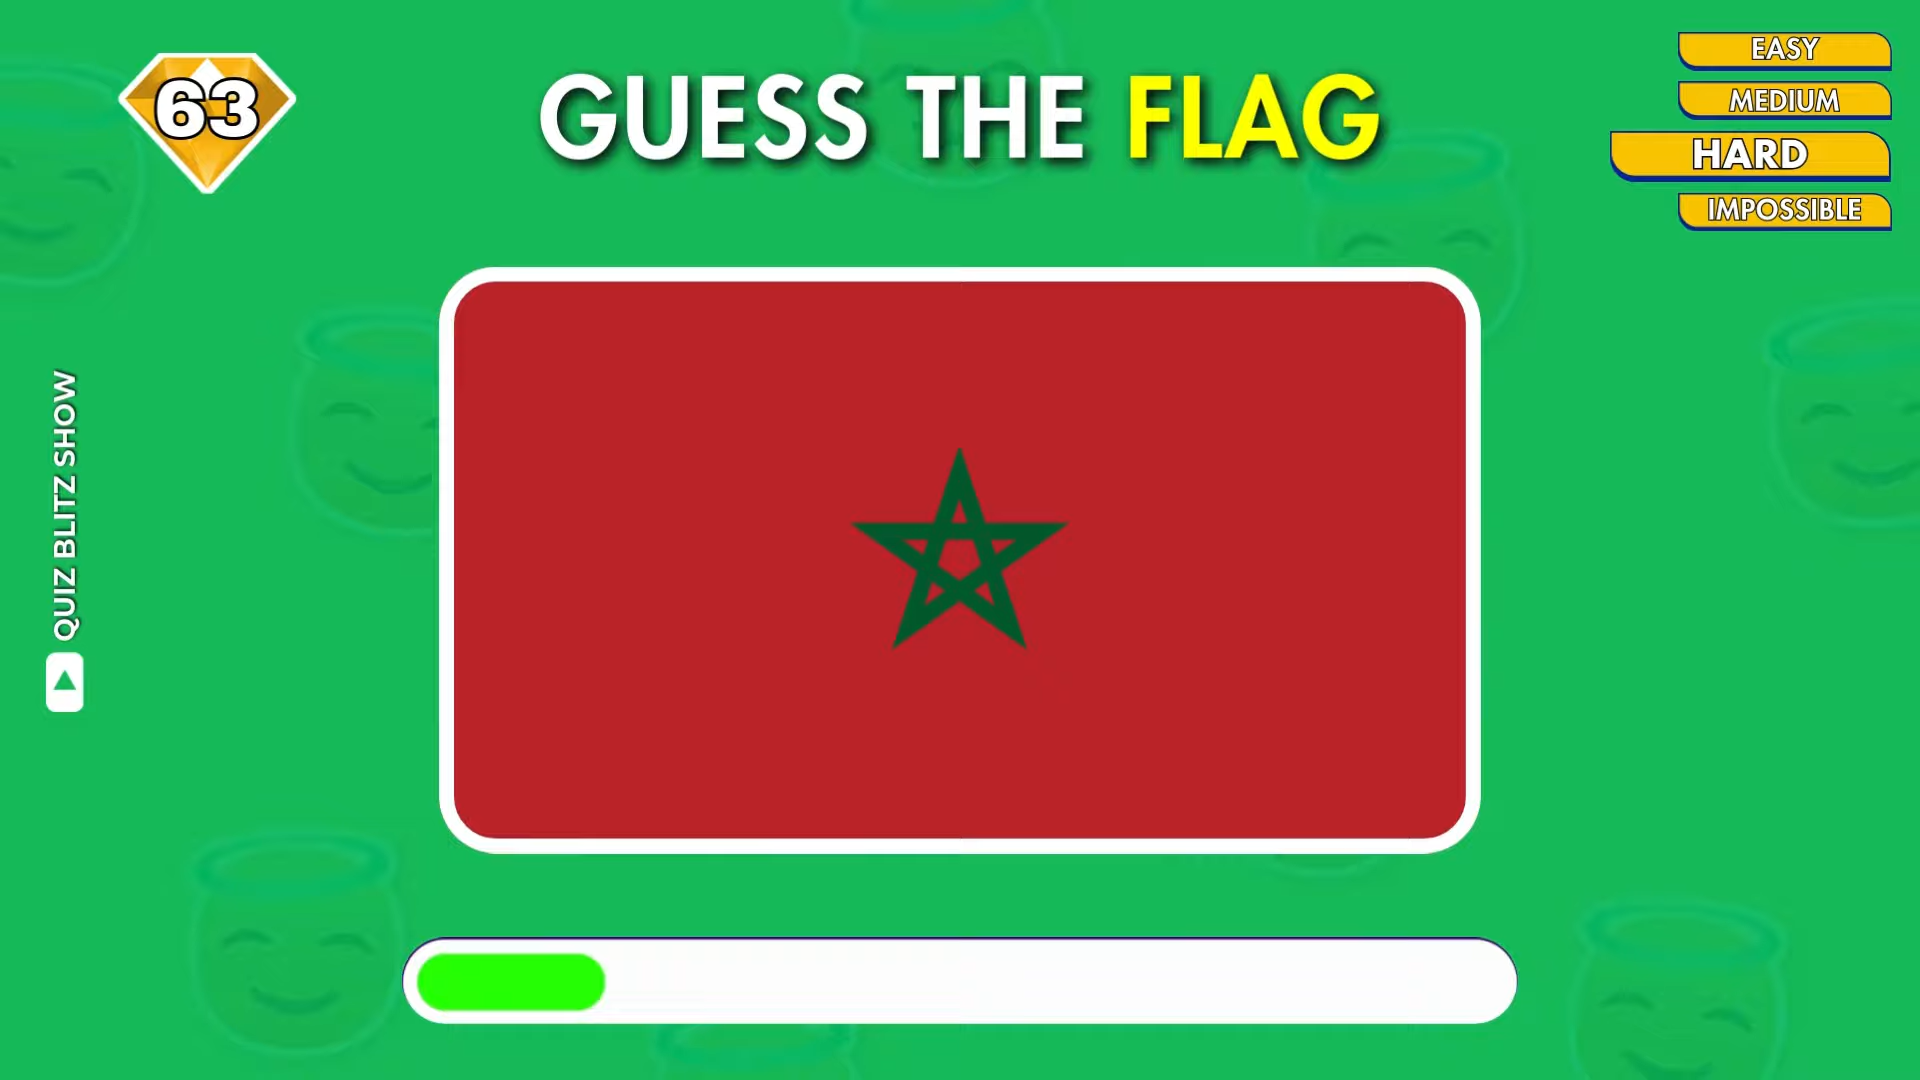 63
GUESS THE FLAG
EASY
MEDIUM
HARD
IMPOSSIBLE
QUIZ BLITZ SHOW